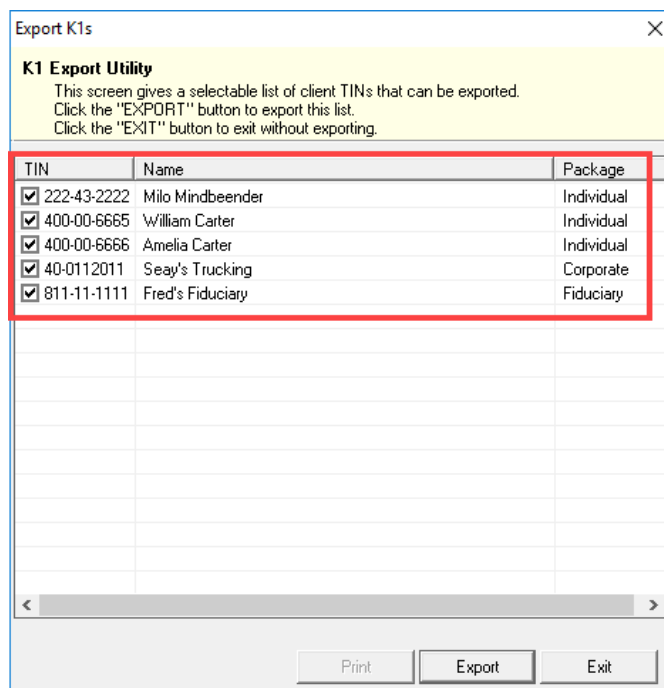 Export K1s
K1 Export Utility
This screen gives a selectable list of client TINs that can be exported.
Click the "EXPORT" button to export this list.
Click the "EXIT" button to exit without exporting.
TIN Name Package
222-43-2222 Milo Mindbeender Individual
400-00-6665 William Carter Individual
400-00-6666 Amelia Carter Individual
40-0112011 Seay's Trucking Corporate
811-11-1111 Fred's Fiduciary Fiduciary
Print Export Exit